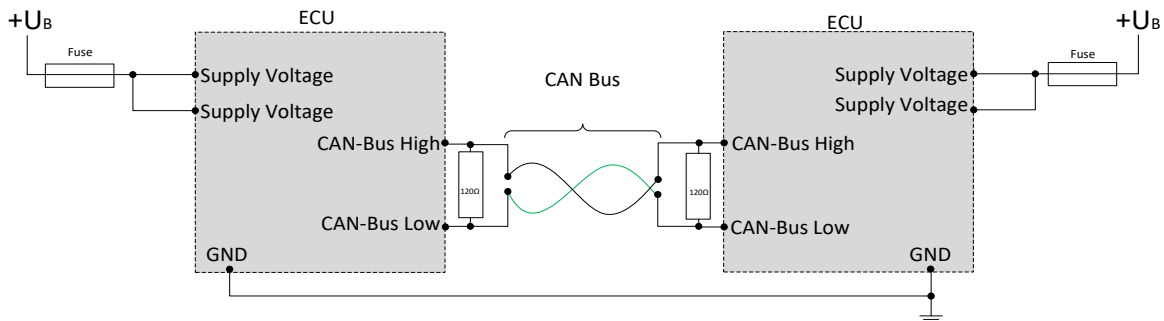 ECU
ECU
+UB
+UB
Fuse
Fuse
Supply Voltage
Supply Voltage
Supply Voltage
Supply Voltage
CAN Bus
CAN-Bus High
CAN-Bus High
120Ω
120Ω
CAN-Bus Low
CAN-Bus Low
GND
GND